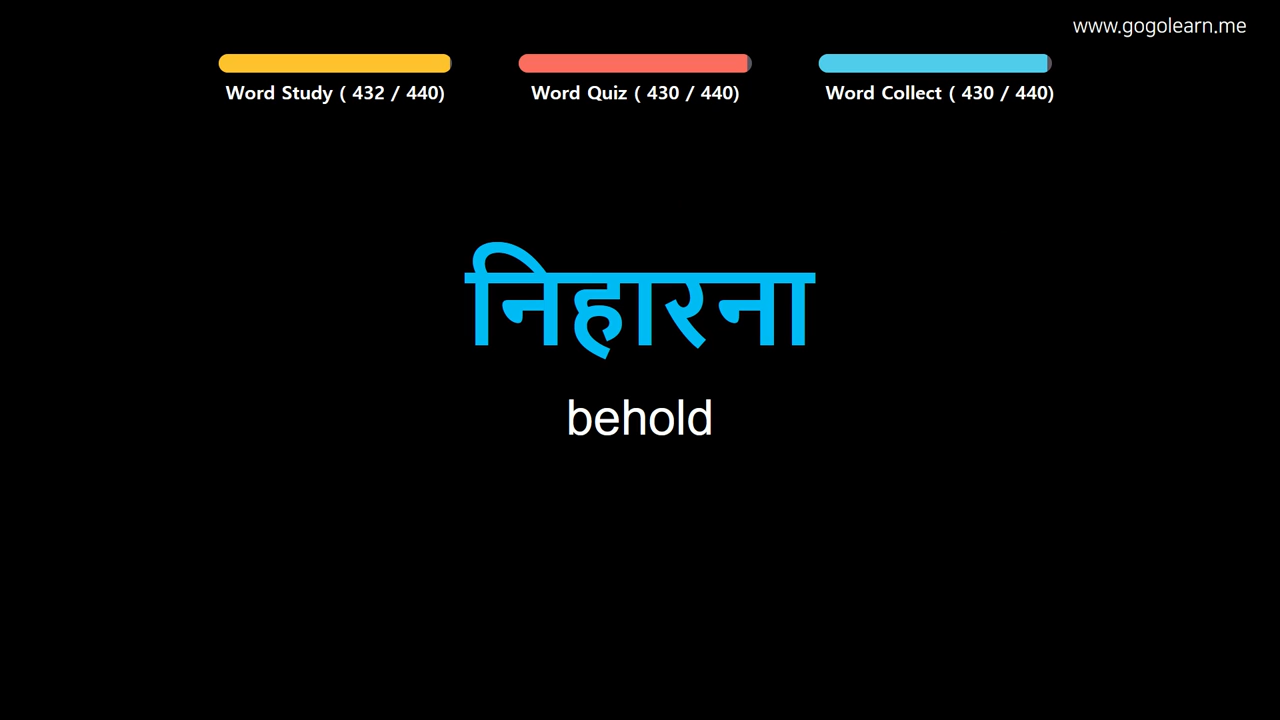 www.gogolearn.me
Word Study ( 432 / 440)
Word Quiz ( 430 / 440)
Word Collect ( 430 / 440)
निहारना
behold